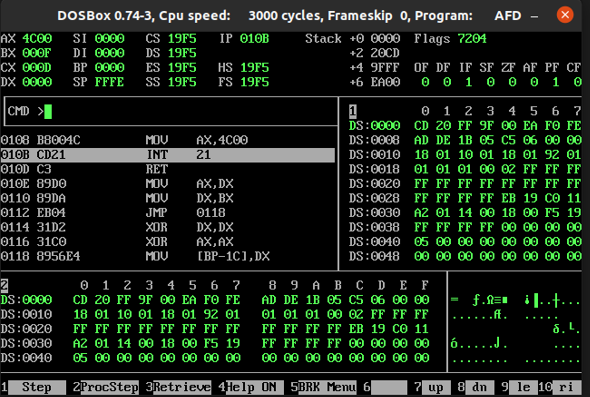 DOSBox 0.74-3, Cpu speed: 3000 cycles, Frameskip 0, Program: AFD
AX 4C00 SI 0000 CS 19F5 IP 010B Stack +0 0000 Flags 7204
BX 000F DI 0000 DS 19F5 +2 20CD
CX 000D BP 0000 ES 19F5 HS 19F5 +4 9FFF OF DF IF SF ZF AF PF CF
DX 0000 SP FFFE SS 19F5 FS 19F5 +6 EA00 0 0 1 0 0 0 1 0
CMD >
0108 B8004C MOV AX,4C00
010B CD21 INT 21
010D C3 RET
010E 89D0 MOV AX,DX
0110 89DA MOV DX,BX
0112 EB04 JMP 0118
0114 31D2 XOR DX,DX
0116 31C0 XOR AX,AX
0118 8956E4 MOV [BP-1C],DX
1 0 1 2 3 4 5 6 7
DS:0000 CD 20 FF 9F 00 EA F0 FE
DS:0008 AD DE 1B 05 C5 06 00 00
DS:0010 18 01 10 01 18 01 92 01
DS:0018 01 01 01 00 02 FF FF FF
DS:0020 FF FF FF FF FF FF FF FF
DS:0028 FF FF FF FF EB 19 C0 11
DS:0030 A2 01 14 00 18 00 F5 19
DS:0038 FF FF FF FF 00 00 00 00
DS:0040 05 00 00 00 00 00 00 00
DS:0048 00 00 00 00 00 00 00 00
2 0 1 2 3 4 5 6 7 8 9 A B C D E F
DS:0000 CD 20 FF 9F 00 EA F0 FE AD DE 1B 05 C5 06 00 00
DS:0010 18 01 10 01 18 01 92 01 01 01 01 00 02 FF FF FF
DS:0020 FF FF FF FF FF FF FF FF FF FF FF FF EB 19 C0 11
DS:0030 A2 01 14 00 18 00 F5 19 FF FF FF FF 00 00 00 00
DS:0040 05 00 00 00 00 00 00 00 00 00 00 00 00 00 00 00
1 Step 2ProcStep 3Retrieve 4Help ON 5BRK Menu 6 7 up 8 dn 9 le 10 ri